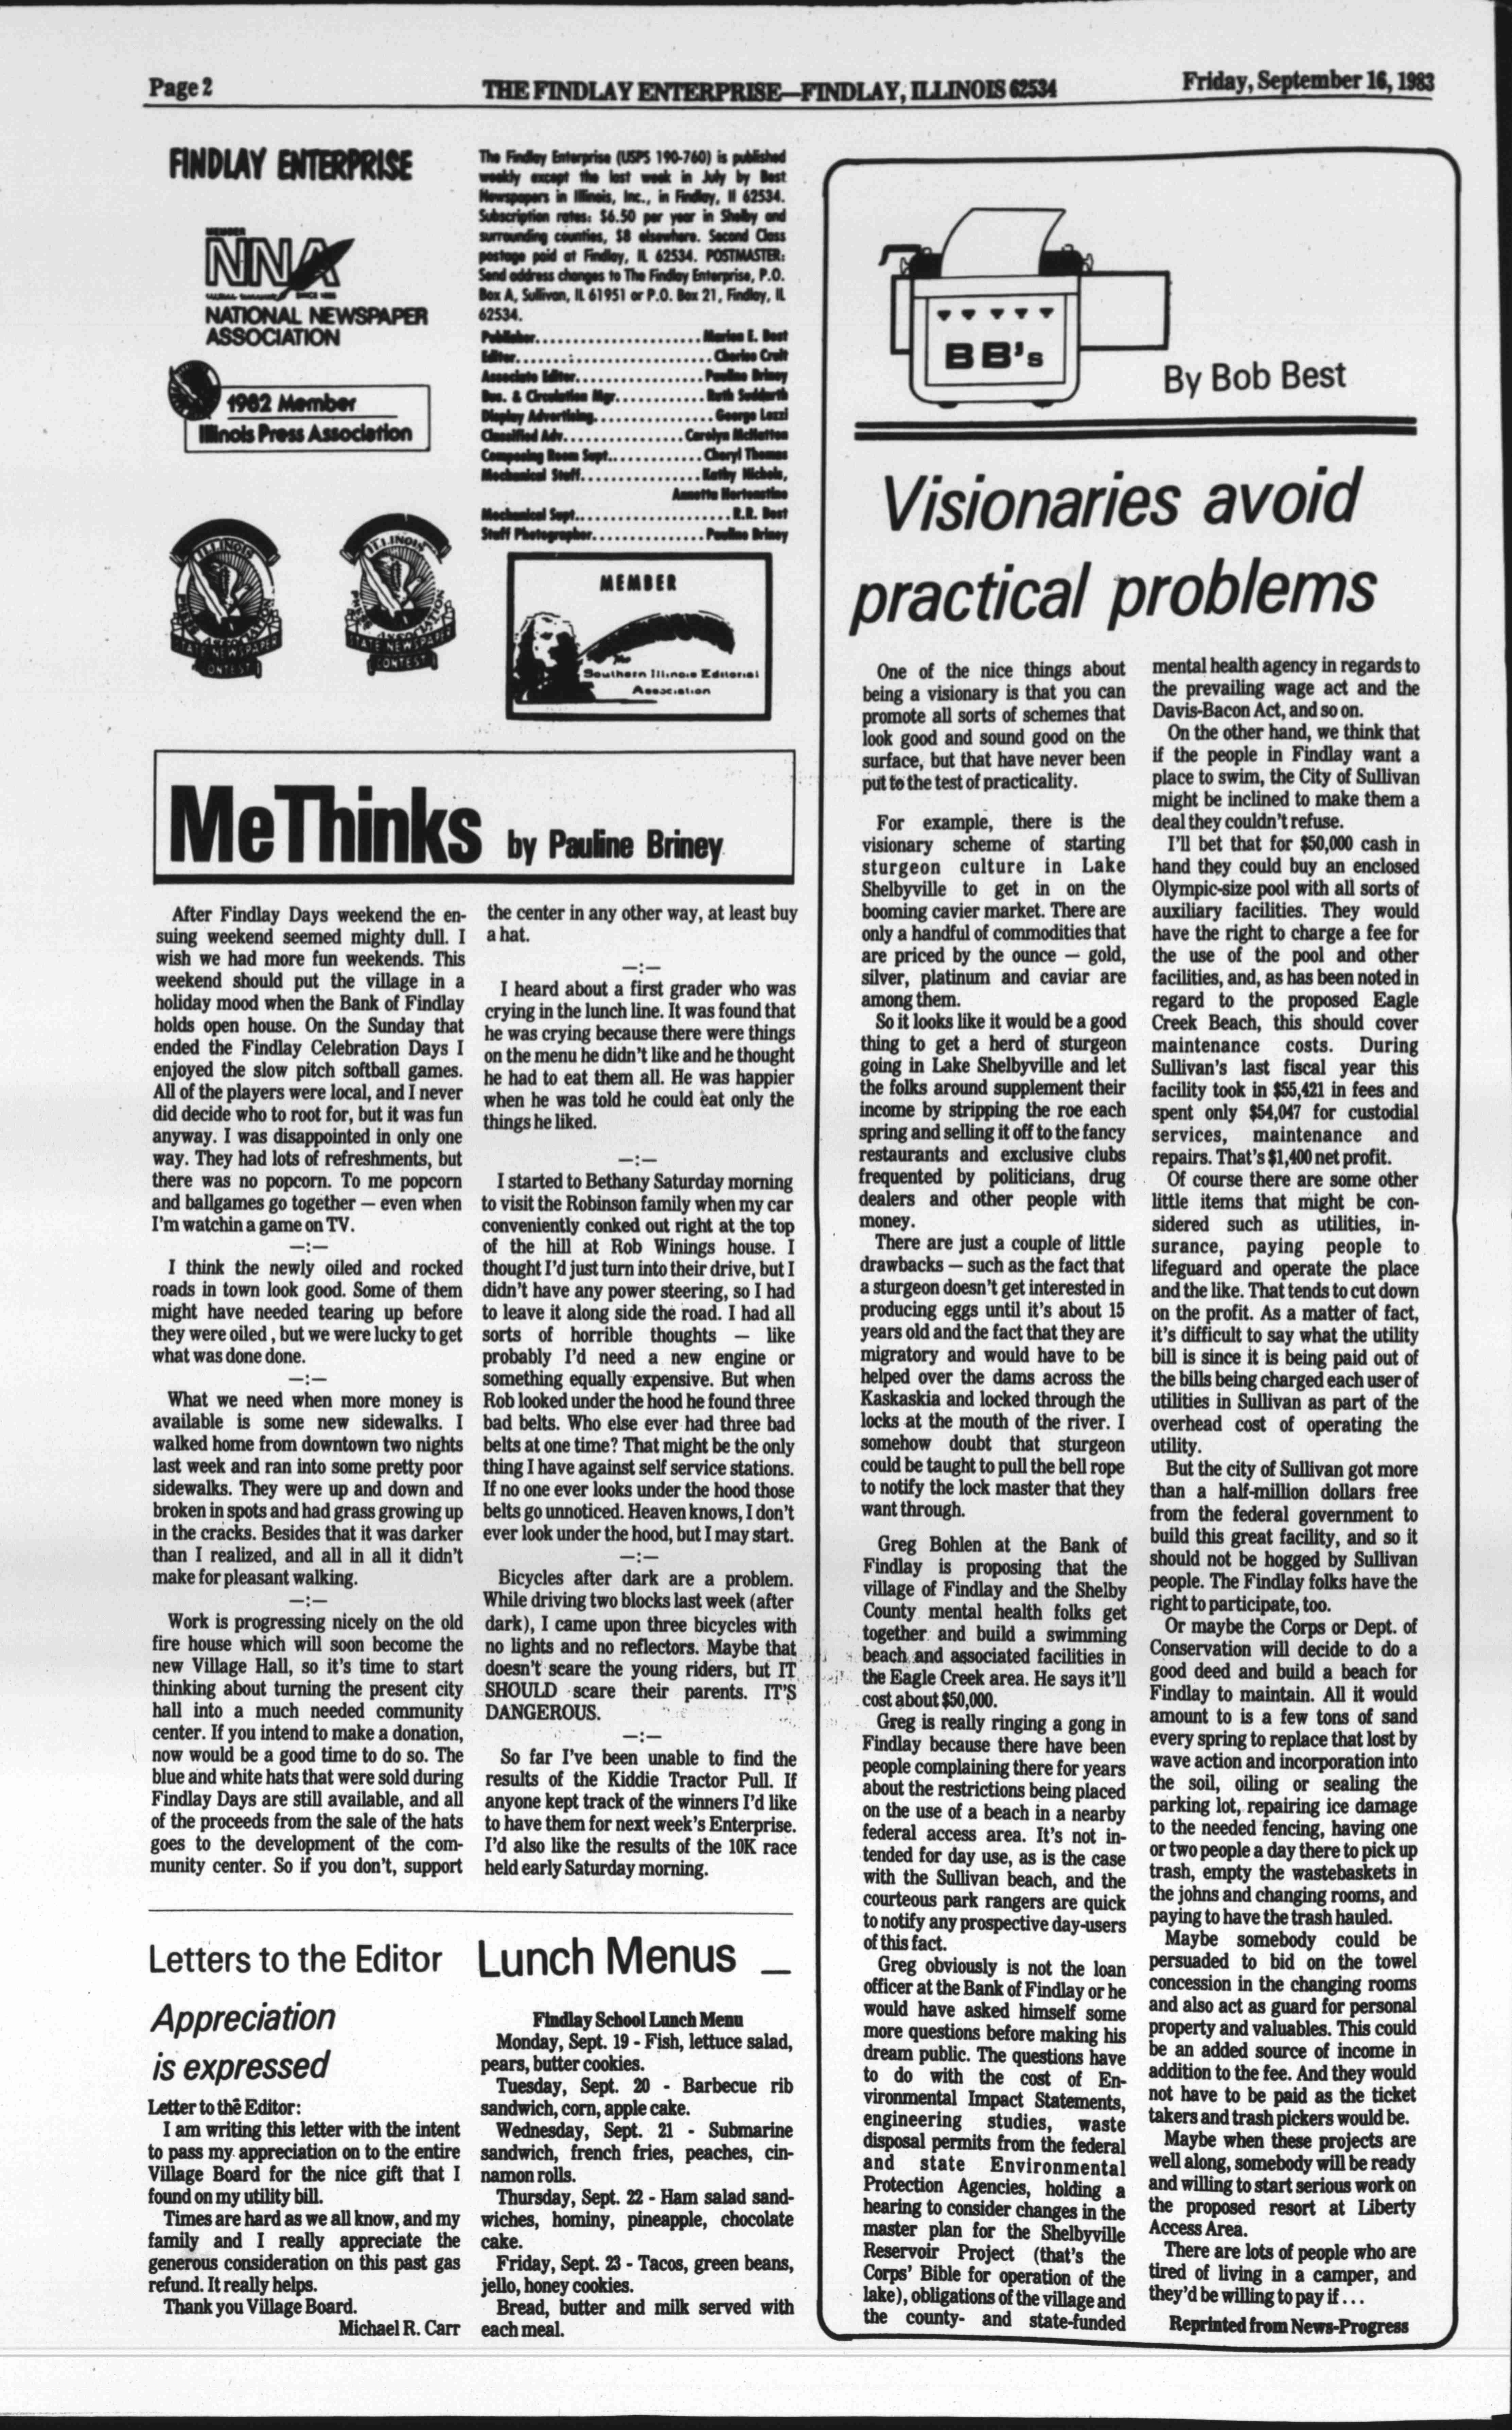 Page 2
THE FINDLAY ENTERPRISE—FINDLAY, ILLINOIS 62534
Friday, September 16, 1983
FINDLAY ENTERPRISE
MEMBER
NNA
SINCE 1885
NATIONAL NEWSPAPER
ASSOCIATION
1982 Member
Illinois Press Association
ILLINOIS
PRESS ASSOCIATION
STATE NEWSPAPER
CONTEST
ILLINOIS
PRESS ASSOCIATION
STATE NEWSPAPER
CONTEST
The Findlay Enterprise (USPS 190-760) is published
weekly except the last week in July by Best
Newspapers in Illinois, Inc., in Findlay, Il 62534.
Subscription rates: $6.50 per year in Shelby and
surrounding counties, $8 elsewhere. Second Class
postage paid at Findlay, IL 62534. POSTMASTER:
Send address changes to The Findlay Enterprise, P.O.
Box A, Sullivan, IL 61951 or P.O. Box 21, Findlay, IL
62534.
Publisher.....................Marion E. Best
Editor.........................Charles Crait
Associate Editor................Pauline Briney
Bus. & Circulation Mgr............Ruth Suddarth
Display Advertising...............George Lozzi
Classified Adv................Carolyn McHatton
Composing Room Supt............Cheryl Thomas
Mechanical Staff................Kathy Nichols,
Annetta Hortenstine
Mechanical Supt.....................R.R. Best
Staff Photographer...............Pauline Briney
MEMBER
Southern Illinois Editorial
Association
MeThinks by Pauline Briney
After Findlay Days weekend the en-
suing weekend seemed mighty dull. I
wish we had more fun weekends. This
weekend should put the village in a
holiday mood when the Bank of Findlay
holds open house. On the Sunday that
ended the Findlay Celebration Days I
enjoyed the slow pitch softball games.
All of the players were local, and I never
did decide who to root for, but it was fun
anyway. I was disappointed in only one
way. They had lots of refreshments, but
there was no popcorn. To me popcorn
and ballgames go together — even when
I'm watchin a game on TV.
—:—
I think the newly oiled and rocked
roads in town look good. Some of them
might have needed tearing up before
they were oiled , but we were lucky to get
what was done done.
—:—
What we need when more money is
available is some new sidewalks. I
walked home from downtown two nights
last week and ran into some pretty poor
sidewalks. They were up and down and
broken in spots and had grass growing up
in the cracks. Besides that it was darker
than I realized, and all in all it didn't
make for pleasant walking.
—:—
Work is progressing nicely on the old
fire house which will soon become the
new Village Hall, so it's time to start
thinking about turning the present city
hall into a much needed community
center. If you intend to make a donation,
now would be a good time to do so. The
blue and white hats that were sold during
Findlay Days are still available, and all
of the proceeds from the sale of the hats
goes to the development of the com-
munity center. So if you don't, support
the center in any other way, at least buy
a hat.
—:—
I heard about a first grader who was
crying in the lunch line. It was found that
he was crying because there were things
on the menu he didn't like and he thought
he had to eat them all. He was happier
when he was told he could eat only the
things he liked.
—:—
I started to Bethany Saturday morning
to visit the Robinson family when my car
conveniently conked out right at the top
of the hill at Rob Winings house. I
thought I'd just turn into their drive, but I
didn't have any power steering, so I had
to leave it along side the road. I had all
sorts of horrible thoughts — like
probably I'd need a new engine or
something equally expensive. But when
Rob looked under the hood he found three
bad belts. Who else ever had three bad
belts at one time? That might be the only
thing I have against self service stations.
If no one ever looks under the hood those
belts go unnoticed. Heaven knows, I don't
ever look under the hood, but I may start.
—:—
Bicycles after dark are a problem.
While driving two blocks last week (after
dark), I came upon three bicycles with
no lights and no reflectors. Maybe that
doesn't scare the young riders, but IT
SHOULD scare their parents. IT'S
DANGEROUS.
—:—
So far I've been unable to find the
results of the Kiddie Tractor Pull. If
anyone kept track of the winners I'd like
to have them for next week's Enterprise.
I'd also like the results of the 10K race
held early Saturday morning.
Letters to the Editor
Appreciation
is expressed
Letter to the Editor:
I am writing this letter with the intent
to pass my appreciation on to the entire
Village Board for the nice gift that I
found on my utility bill.
Times are hard as we all know, and my
family and I really appreciate the
generous consideration on this past gas
refund. It really helps.
Thank you Village Board.
Michael R. Carr
Lunch Menus
Findlay School Lunch Menu
Monday, Sept. 19 - Fish, lettuce salad,
pears, butter cookies.
Tuesday, Sept. 20 - Barbecue rib
sandwich, corn, apple cake.
Wednesday, Sept. 21 - Submarine
sandwich, french fries, peaches, cin-
namon rolls.
Thursday, Sept. 22 - Ham salad sand-
wiches, hominy, pineapple, chocolate
cake.
Friday, Sept. 23 - Tacos, green beans,
jello, honey cookies.
Bread, butter and milk served with
each meal.
BB's
By Bob Best
Visionaries avoid
practical problems
One of the nice things about
being a visionary is that you can
promote all sorts of schemes that
look good and sound good on the
surface, but that have never been
put to the test of practicality.
For example, there is the
visionary scheme of starting
sturgeon culture in Lake
Shelbyville to get in on the
booming cavier market. There are
only a handful of commodities that
are priced by the ounce — gold,
silver, platinum and caviar are
among them.
So it looks like it would be a good
thing to get a herd of sturgeon
going in Lake Shelbyville and let
the folks around supplement their
income by stripping the roe each
spring and selling it off to the fancy
restaurants and exclusive clubs
frequented by politicians, drug
dealers and other people with
money.
There are just a couple of little
drawbacks — such as the fact that
a sturgeon doesn't get interested in
producing eggs until it's about 15
years old and the fact that they are
migratory and would have to be
helped over the dams across the
Kaskaskia and locked through the
locks at the mouth of the river. I
somehow doubt that sturgeon
could be taught to pull the bell rope
to notify the lock master that they
want through.
Greg Bohlen at the Bank of
Findlay is proposing that the
village of Findlay and the Shelby
County mental health folks get
together and build a swimming
beach and associated facilities in
the Eagle Creek area. He says it'll
cost about $50,000.
Greg is really ringing a gong in
Findlay because there have been
people complaining there for years
about the restrictions being placed
on the use of a beach in a nearby
federal access area. It's not in-
tended for day use, as is the case
with the Sullivan beach, and the
courteous park rangers are quick
to notify any prospective day-users
of this fact.
Greg obviously is not the loan
officer at the Bank of Findlay or he
would have asked himself some
more questions before making his
dream public. The questions have
to do with the cost of En-
vironmental Impact Statements,
engineering studies, waste
disposal permits from the federal
and state Environmental
Protection Agencies, holding a
hearing to consider changes in the
master plan for the Shelbyville
Reservoir Project (that's the
Corps' Bible for operation of the
lake), obligations of the village and
the county- and state-funded
mental health agency in regards to
the prevailing wage act and the
Davis-Bacon Act, and so on.
On the other hand, we think that
if the people in Findlay want a
place to swim, the City of Sullivan
might be inclined to make them a
deal they couldn't refuse.
I'll bet that for $50,000 cash in
hand they could buy an enclosed
Olympic-size pool with all sorts of
auxiliary facilities. They would
have the right to charge a fee for
the use of the pool and other
facilities, and, as has been noted in
regard to the proposed Eagle
Creek Beach, this should cover
maintenance costs. During
Sullivan's last fiscal year this
facility took in $55,421 in fees and
spent only $54,047 for custodial
services, maintenance and
repairs. That's $1,400 net profit.
Of course there are some other
little items that might be con-
sidered such as utilities, in-
surance, paying people to
lifeguard and operate the place
and the like. That tends to cut down
on the profit. As a matter of fact,
it's difficult to say what the utility
bill is since it is being paid out of
the bills being charged each user of
utilities in Sullivan as part of the
overhead cost of operating the
utility.
But the city of Sullivan got more
than a half-million dollars free
from the federal government to
build this great facility, and so it
should not be hogged by Sullivan
people. The Findlay folks have the
right to participate, too.
Or maybe the Corps or Dept. of
Conservation will decide to do a
good deed and build a beach for
Findlay to maintain. All it would
amount to is a few tons of sand
every spring to replace that lost by
wave action and incorporation into
the soil, oiling or sealing the
parking lot, repairing ice damage
to the needed fencing, having one
or two people a day there to pick up
trash, empty the wastebaskets in
the johns and changing rooms, and
paying to have the trash hauled.
Maybe somebody could be
persuaded to bid on the towel
concession in the changing rooms
and also act as guard for personal
property and valuables. This could
be an added source of income in
addition to the fee. And they would
not have to be paid as the ticket
takers and trash pickers would be.
Maybe when these projects are
well along, somebody will be ready
and willing to start serious work on
the proposed resort at Liberty
Access Area.
There are lots of people who are
tired of living in a camper, and
they'd be willing to pay if . . .
Reprinted from News-Progress